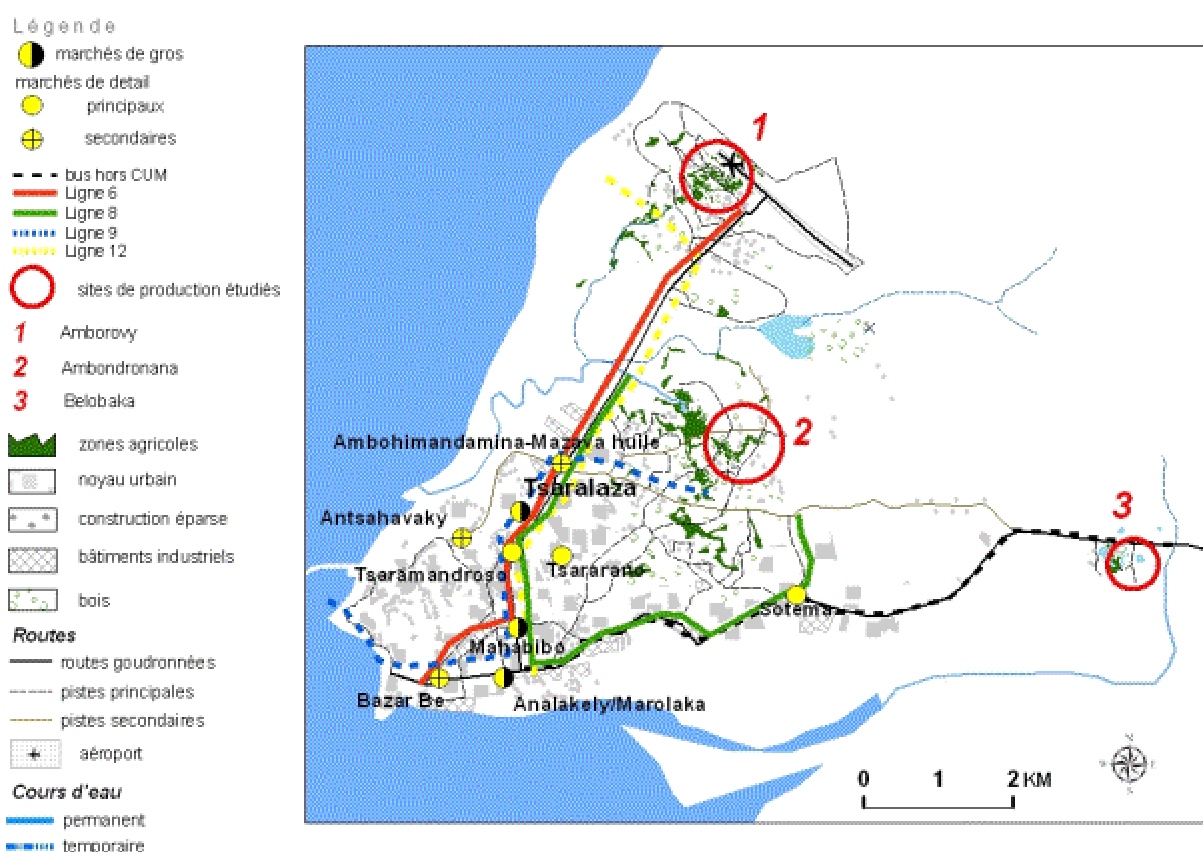 Légende
marchés de gros
marchés de detail
principaux
secondaires
bus hors CUM
Ligne 6
Ligne 8
Ligne 9
Ligne 12
sites de production étudiés
1 Amborovy
2 Ambondronana
3 Belobaka
zones agricoles
noyau urbain
construction éparse
bâtiments industriels
bois
Routes
routes goudronnées
pistes principales
pistes secondaires
aéroport
Cours d'eau
permanent
temporaire
1
2
3
Ambohimandamina-Mazava huile
Tsaralaza
Antsahavaky
Tsaramandroso
Tsararano
Sotema
Mahabibo
Bazar Be
Analakely/Marolaka
0 1 2 KM